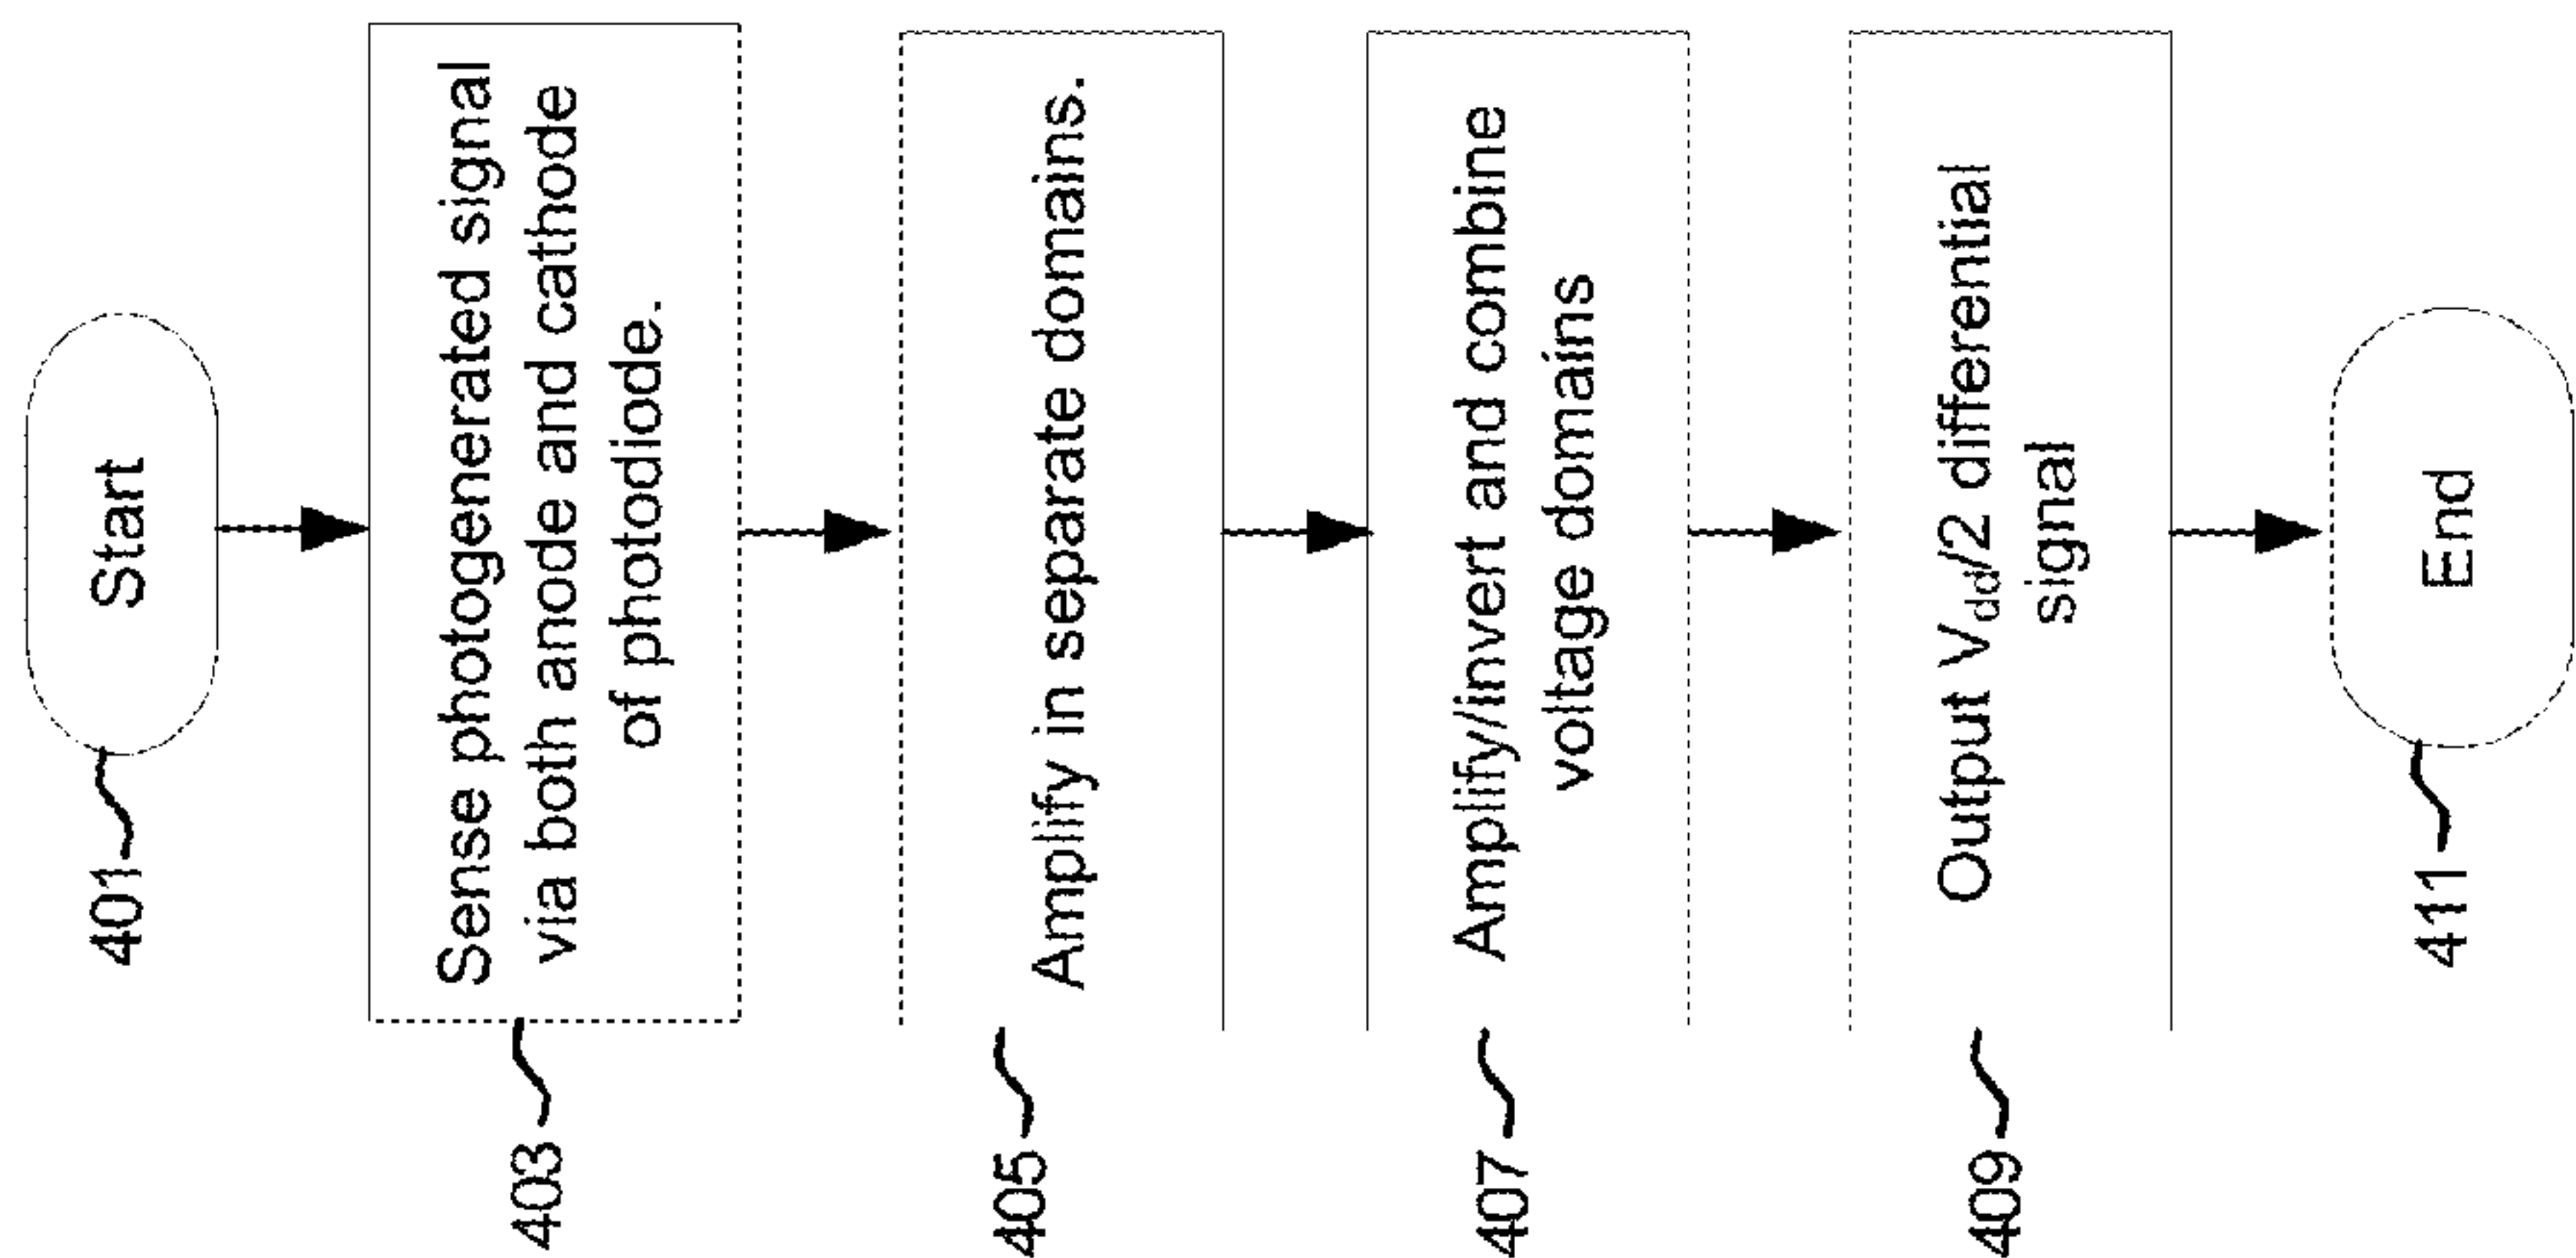 Start
401
Sense photogenerated signal
via both anode and cathode
of photodiode.
403
Amplify in separate domains.
405
Amplify/invert and combine
voltage domains
407
Output Vdd/2 differential
signal
409
End
411